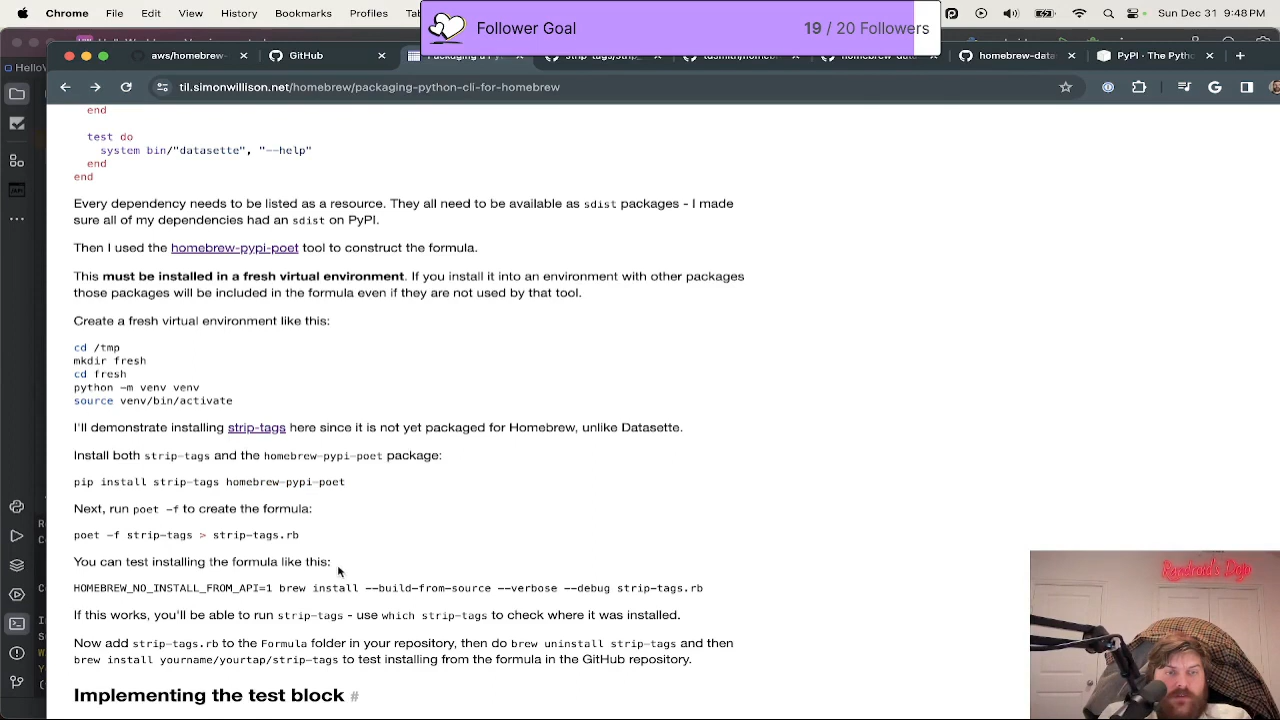 Chrome File Edit View History Bookmarks Profiles Tab
Follower Goal
19 / 20 Followers
Sun Dec 31 9:48 PM
aws/homebrew-
GitHub
Packaging a Py
homebrew-data
The PyPI · Th
til.simonwillison.net/homebrew/packaging-python-cli-for-homebrew
end
test do
system bin/"datasette", "--help"
end
end
Every dependency needs to be listed as a resource. They all need to be available as sdist packages - I made
sure all of my dependencies had an sdist on PyPI.
Then I used the homebrew-pypi-poet tool to construct the formula.
This must be installed in a fresh virtual environment. If you install it into an environment with other packages
those packages will be included in the formula even if they are not used by that tool.
Create a fresh virtual environment like this:
cd /tmp
mkdir fresh
cd fresh
python -m venv venv
source venv/bin/activate
I'll demonstrate installing strip-tags here since it is not yet packaged for Homebrew, unlike Datasette.
Install both strip-tags and the homebrew-pypi-poet package:
pip install strip-tags homebrew-pypi-poet
Next, run poet -f to create the formula:
poet -f strip-tags > strip-tags.rb
You can test installing the formula like this:
HOMEBREW_NO_INSTALL_FROM_API=1 brew install --build-from-source --verbose --debug strip-tags.rb
If this works, you'll be able to run strip-tags - use which strip-tags to check where it was installed.
Now add strip-tags.rb to the Formula folder in your repository, then do brew uninstall strip-tags and then
brew install yourname/yourtap/strip-tags to test installing from the formula in the GitHub repository.
Implementing the test block #
Randroid's Dojo